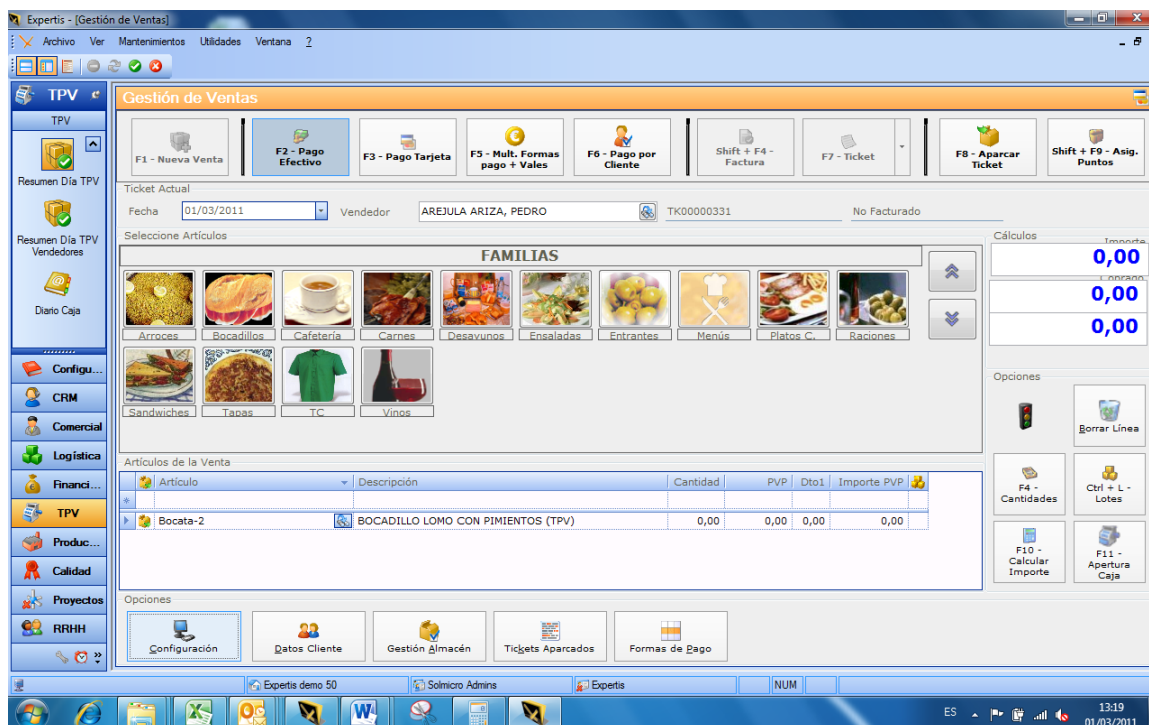 Expertis - [Gestión de Ventas]
Archivo Ver Mantenimientos Utilidades Ventana ?
TPV
TPV
Resumen Día TPV
Resumen Día TPV
Vendedores
Diario Caja
Configu...
CRM
Comercial
Logística
Financi...
TPV
Produc...
Calidad
Proyectos
RRHH
Gestión de Ventas
F1 - Nueva Venta
F2 - Pago
Efectivo
F3 - Pago Tarjeta
F5 - Mult. Formas
pago + Vales
F6 - Pago por
Cliente
Shift + F4 -
Factura
F7 - Ticket
F8 - Aparcar
Ticket
Shift + F9 - Asig.
Puntos
Ticket Actual
Fecha 01/03/2011 Vendedor AREJULA ARIZA, PEDRO TK00000331 No Facturado
Seleccione Artículos
FAMILIAS
Arroces Bocadillos Cafetería Carnes Desayunos Ensaladas Entrantes Menús Platos C. Raciones
Sandwiches Tapas TC Vinos
Cálculos
Importe
0,00
Cobrado
0,00
0,00
Opciones
Borrar Línea
F4 -
Cantidades
Ctrl + L -
Lotes
F10 -
Calcular
Importe
F11 -
Apertura
Caja
Artículos de la Venta
Artículo Descripción Cantidad PVP Dto1 Importe PVP
Bocata-2 BOCADILLO LOMO CON PIMIENTOS (TPV) 0,00 0,00 0,00 0,00
Opciones
Configuración Datos Cliente Gestión Almacén Tickets Aparcados Formas de Pago
Expertis demo 50 Solmicro Admins Expertis NUM
ES 13:19
01/03/2011